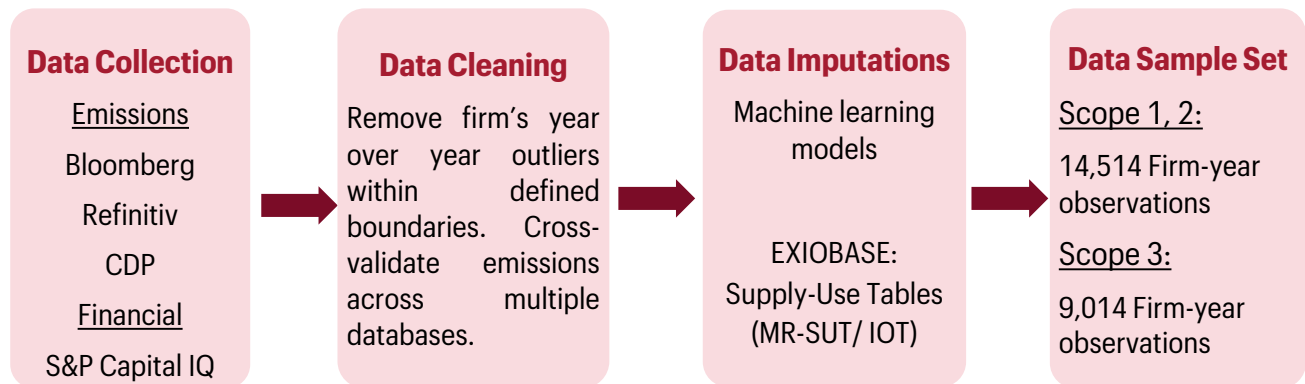 Data Collection
Emissions
Bloomberg
Refinitiv
CDP
Financial
S&P Capital IQ
Data Cleaning
Remove firm's year
over year outliers
within defined
boundaries. Cross-
validate emissions
across multiple
databases.
Data Imputations
Machine learning
models
EXIOBASE:
Supply-Use Tables
(MR-SUT/ IOT)
Data Sample Set
Scope 1, 2:
14,514 Firm-year
observations
Scope 3:
9,014 Firm-year
observations